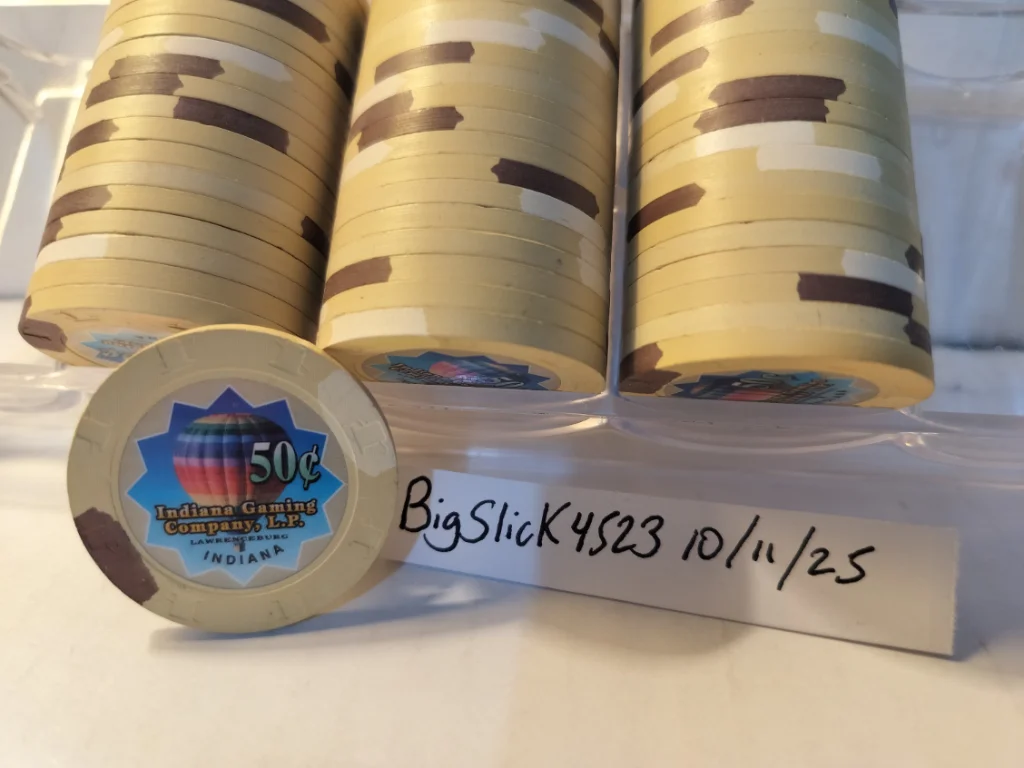 50¢
Indiana Gaming
Company, L.P.
LAWRENCEBURG
INDIANA
BigSlicK4523 10/11/25